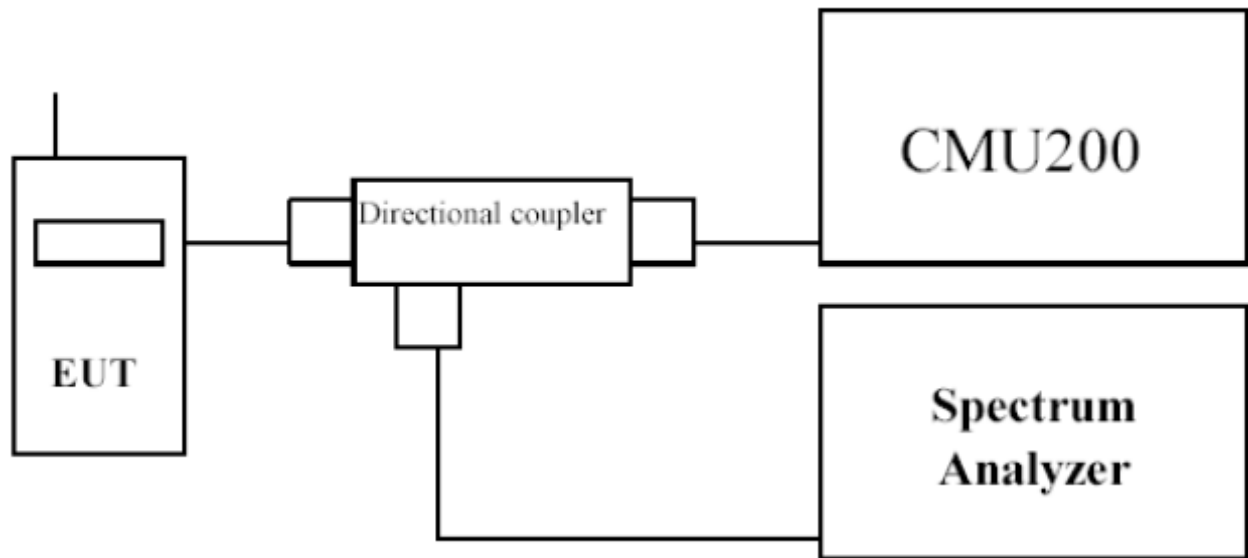 CMU200
Directional coupler
EUT
Spectrum
Analyzer